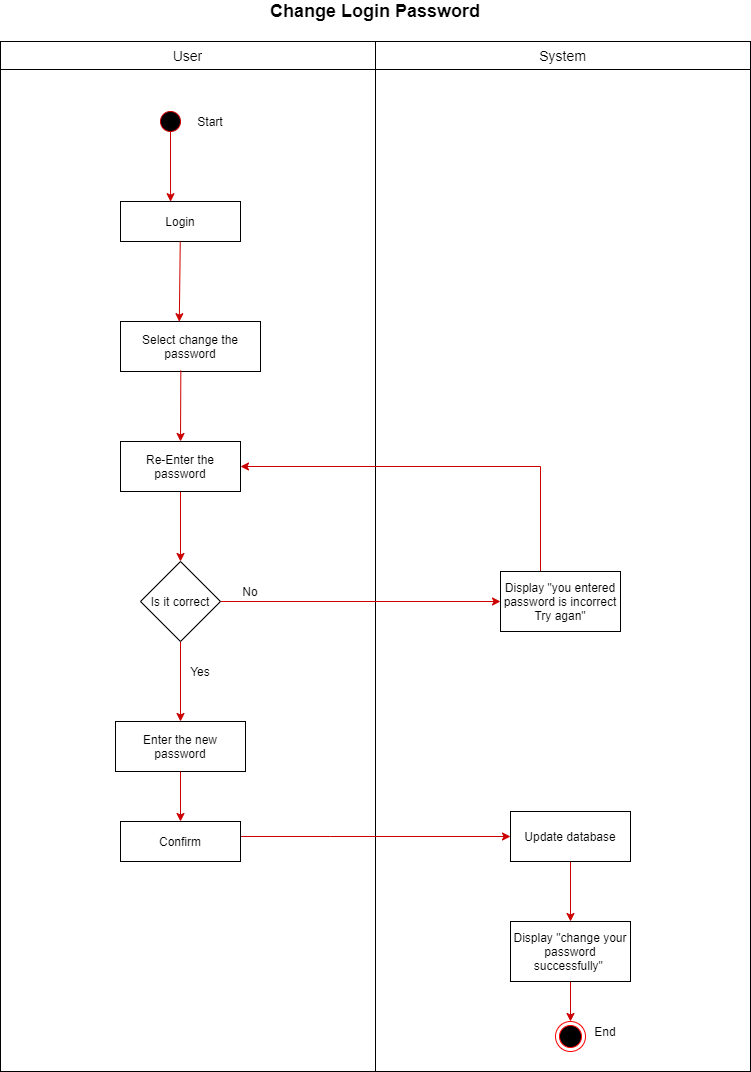 Change Login Password
User
System
Start
Login
Select change the
password
Re-Enter the
password
Is it correct
No
Display "you entered
password is incorrect
Try agan"
Yes
Enter the new
password
Confirm
Update database
Display "change your
password
successfully"
End